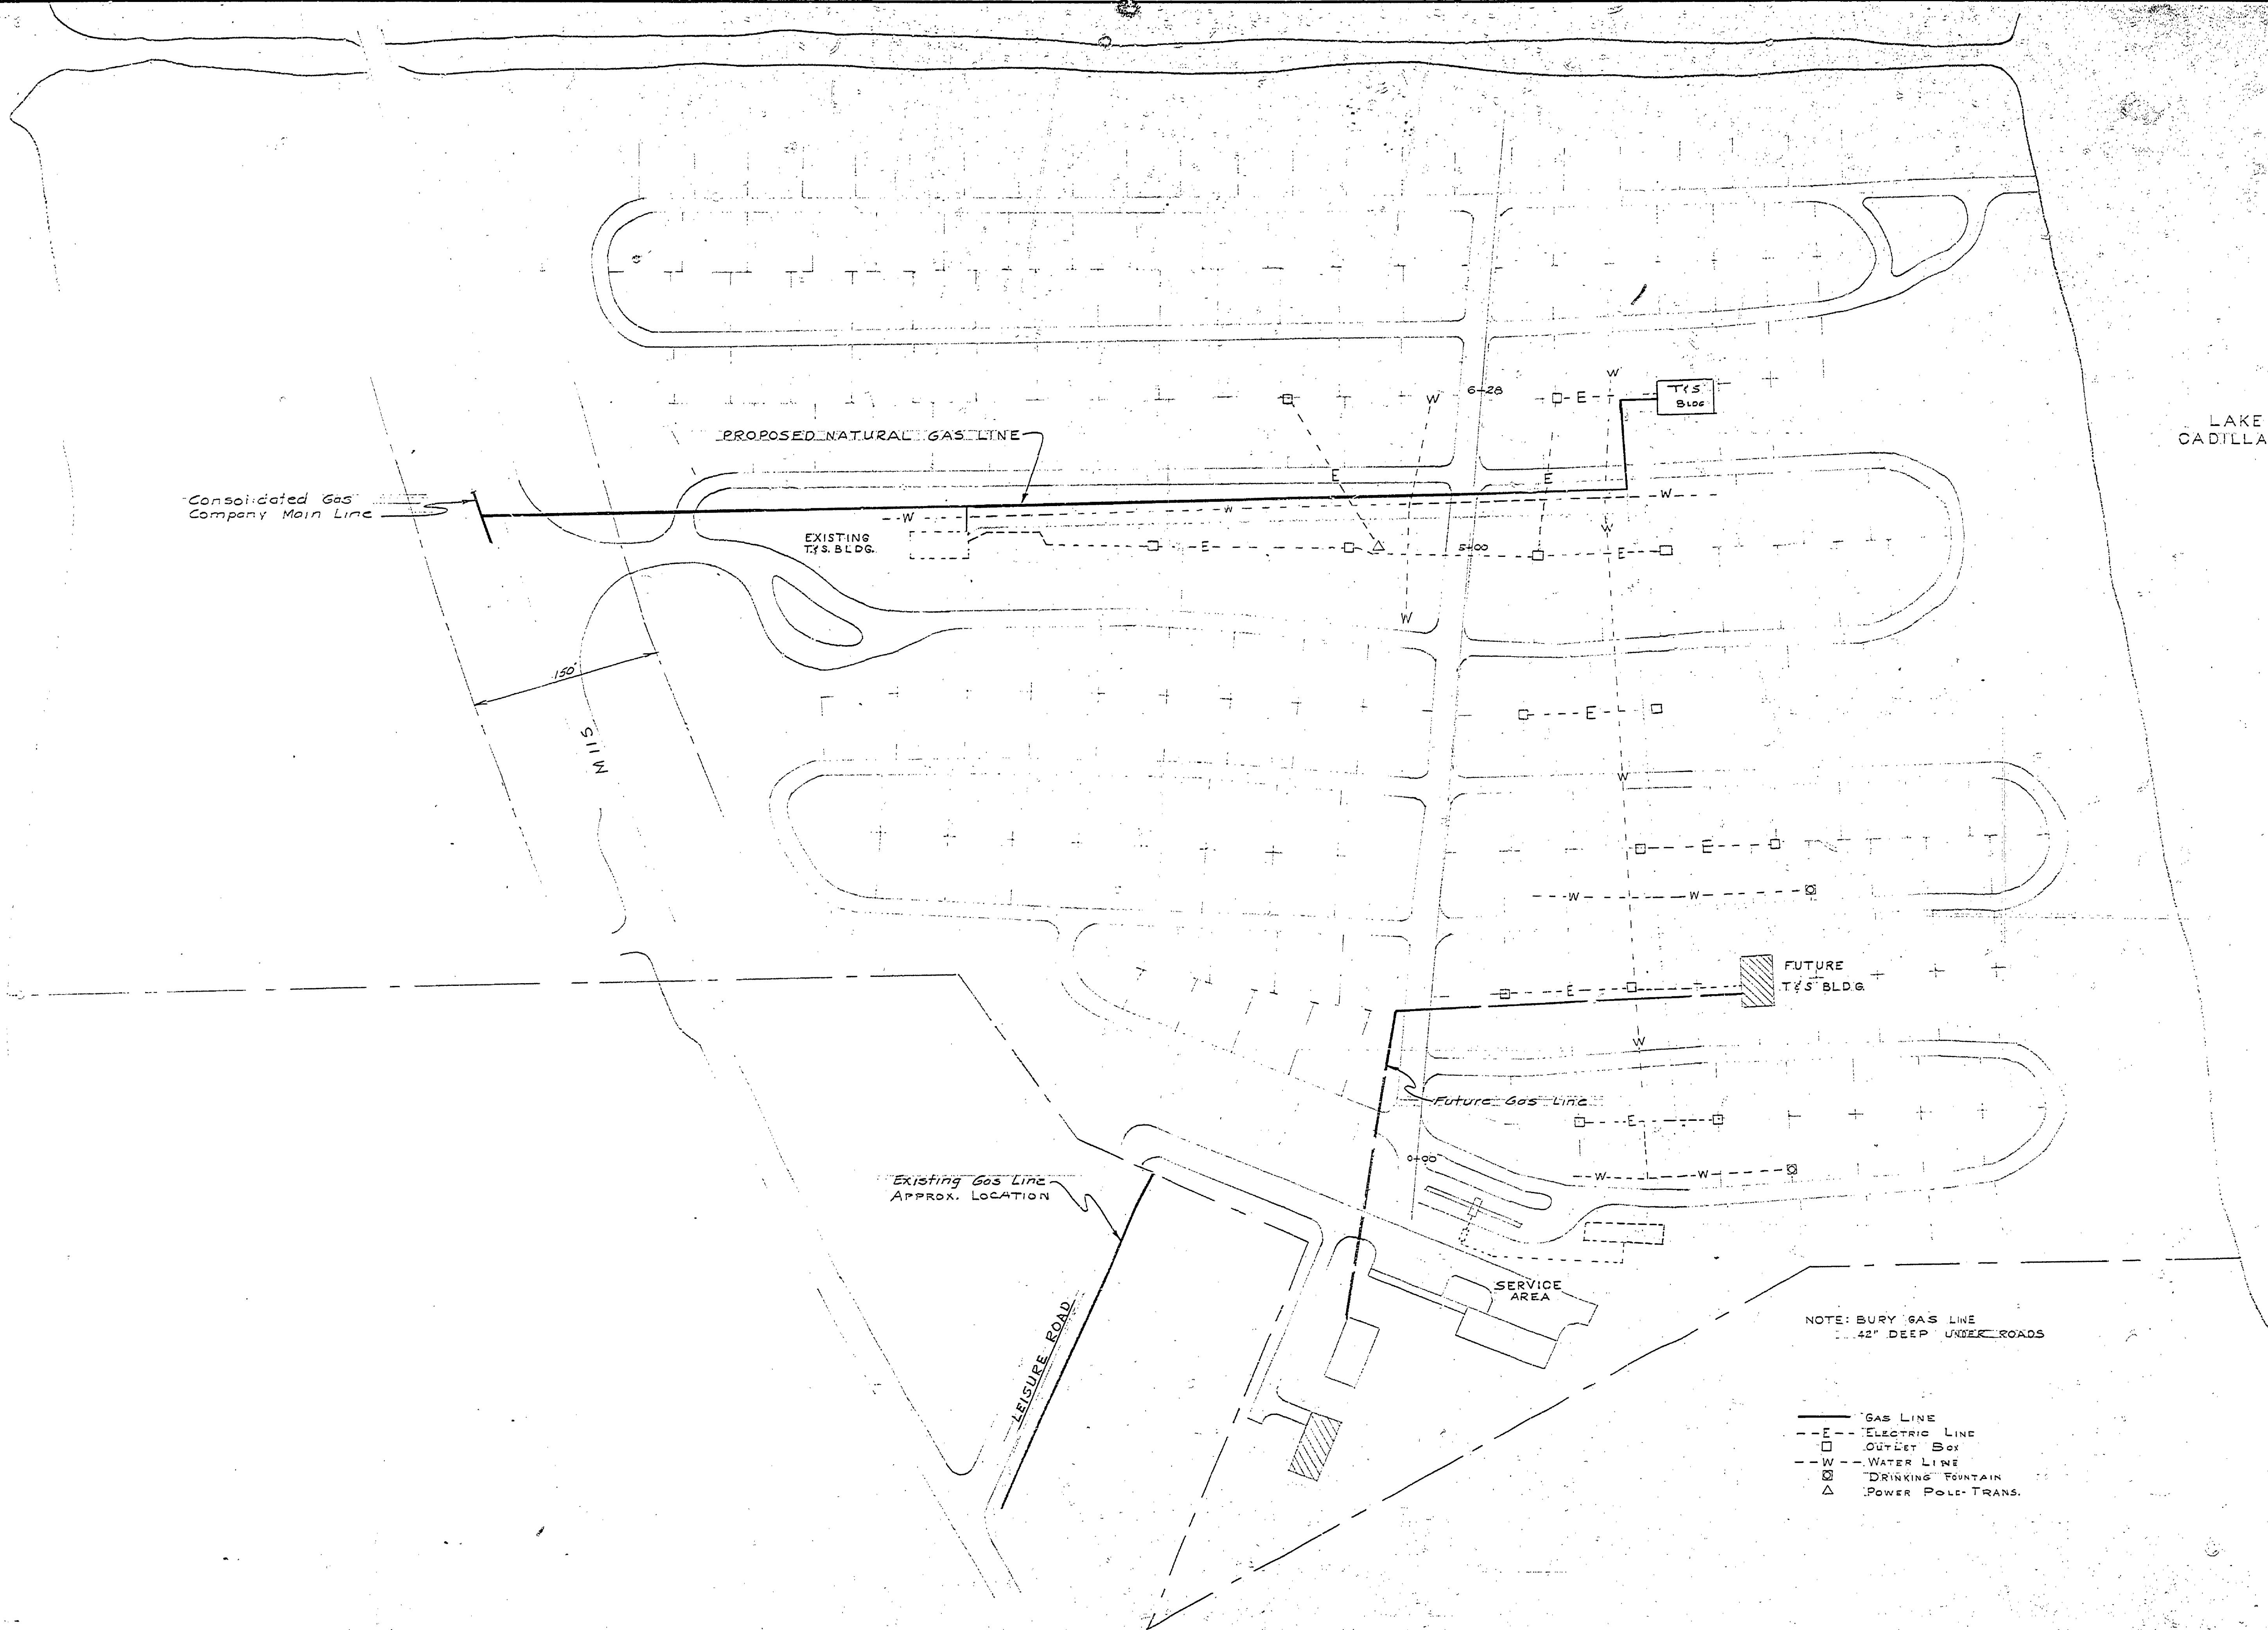 W
6+28
E
T&S
BLDG
W
LAKE
CADILLA
PROPOSED NATURAL GAS LINE
E
E
Consolidated Gas
Company Main Line
W
W
W
EXISTING
T&S. BLDG.
E
5+00
W
E
W
150'
M115
E
W
E
W
W
FUTURE
T&S BLDG.
E
W
Future Gas Line
E
0+00
W
W
Existing Gas Line
APPROX. LOCATION
SERVICE
AREA
LEISURE ROAD
NOTE: BURY GAS LINE
42" DEEP UNDER ROADS
GAS LINE
--E-- ELECTRIC LINE
OUTLET BOX
--W-- WATER LINE
DRINKING FOUNTAIN
POWER POLE-TRANS.